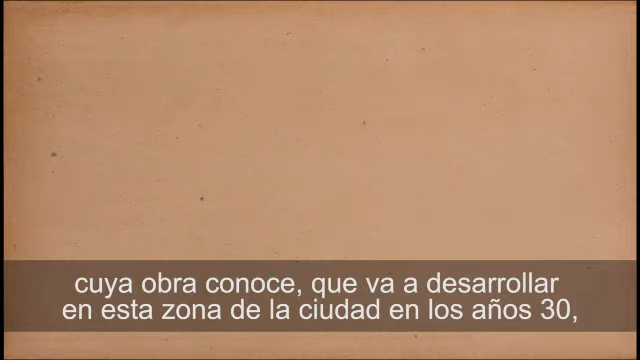 cuya obra conoce, que va a desarrollar
en esta zona de la ciudad en los años 30,